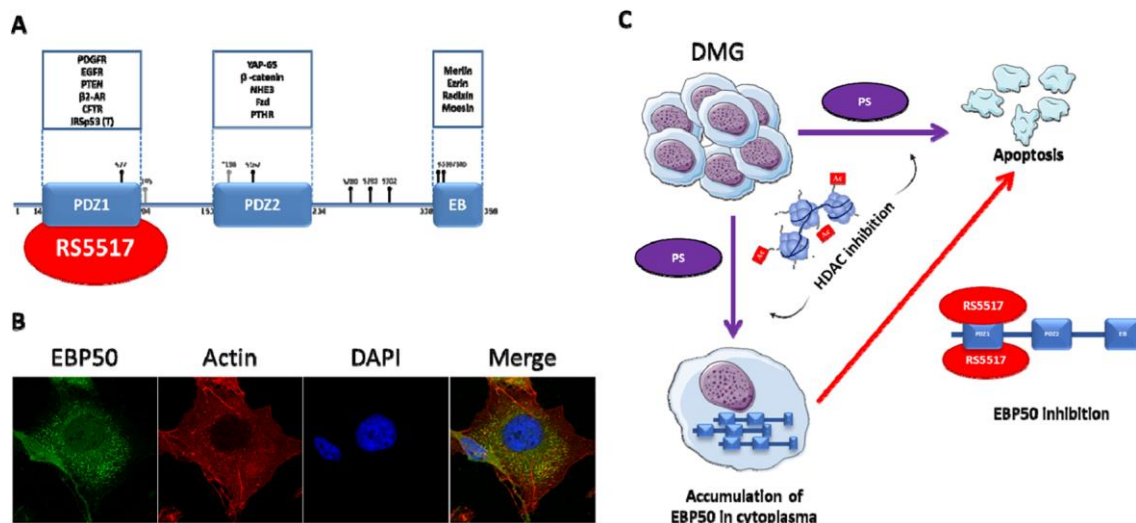 A
PDGFR
EGFR
PTEN
β2-AR
CFTR
IRSp53 (T)
YAP-65
β-catenin
NHE3
Fzd
PTHR
Merlin
Ezrin
Radixin
Moesin
PDZ1
PDZ2
EB
1
234
RS5517
B
EBP50
Actin
DAPI
Merge
C
DMG
PS
Apoptosis
Ac
Ac
Ac
HDAC inhibition
PS
RS5517
PDZ1
PDZ2
EB
RS5517
EBP50 inhibition
Accumulation of
EBP50 in cytoplasma